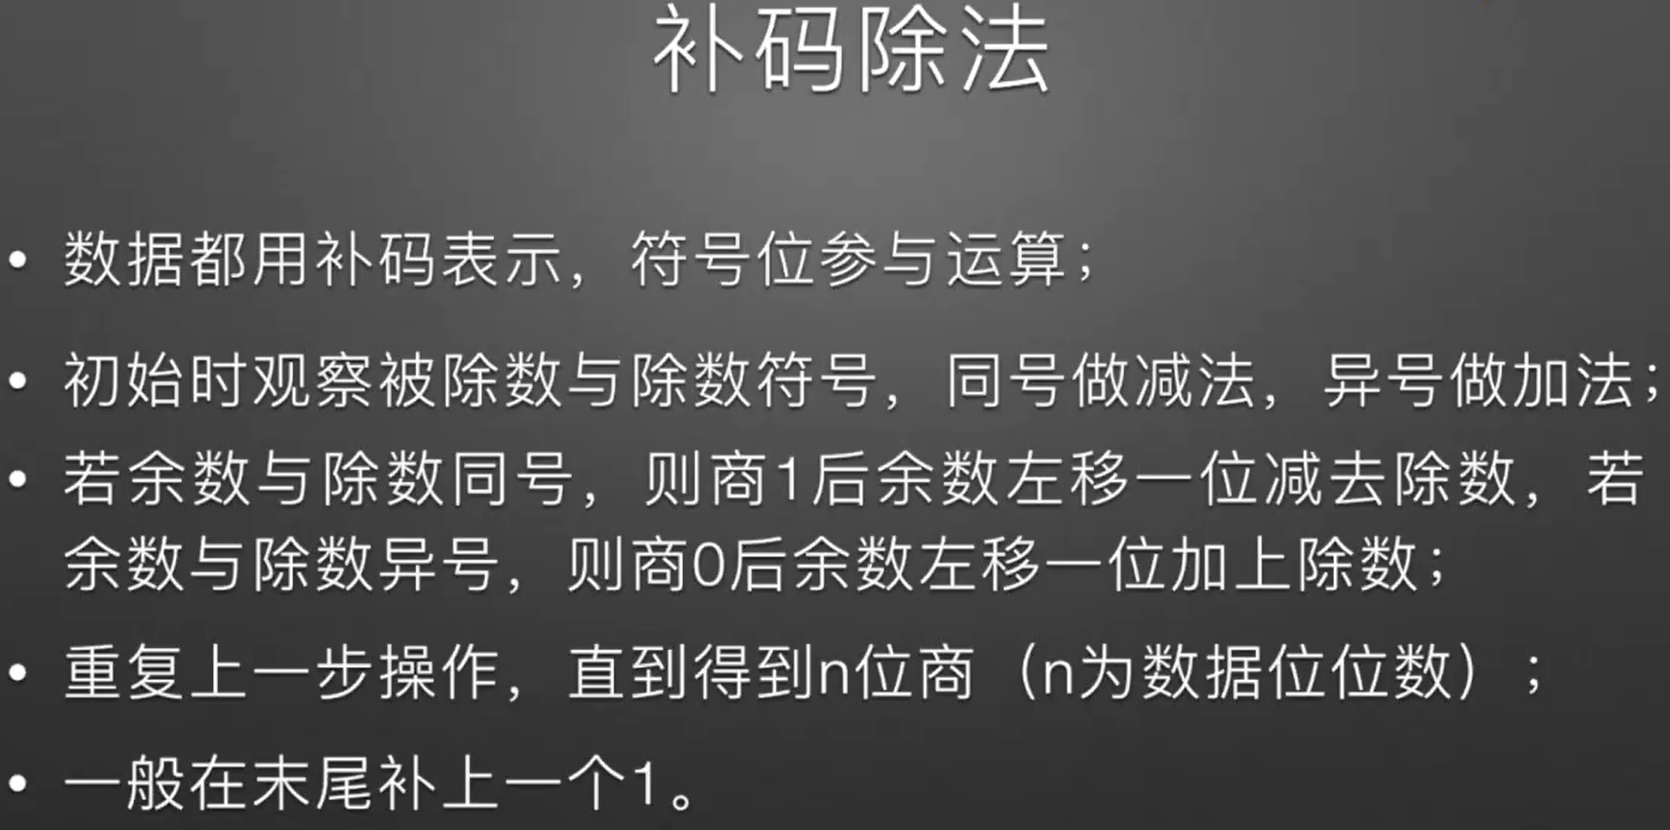 补码除法
• 数据都用补码表示，符号位参与运算；
• 初始时观察被除数与除数符号，同号做减法，异号做加法；
• 若余数与除数同号，则商1后余数左移一位减去除数，若
余数与除数异号，则商0后余数左移一位加上除数；
• 重复上一步操作，直到得到n位商（n为数据位位数）；
• 一般在末尾补上一个1。